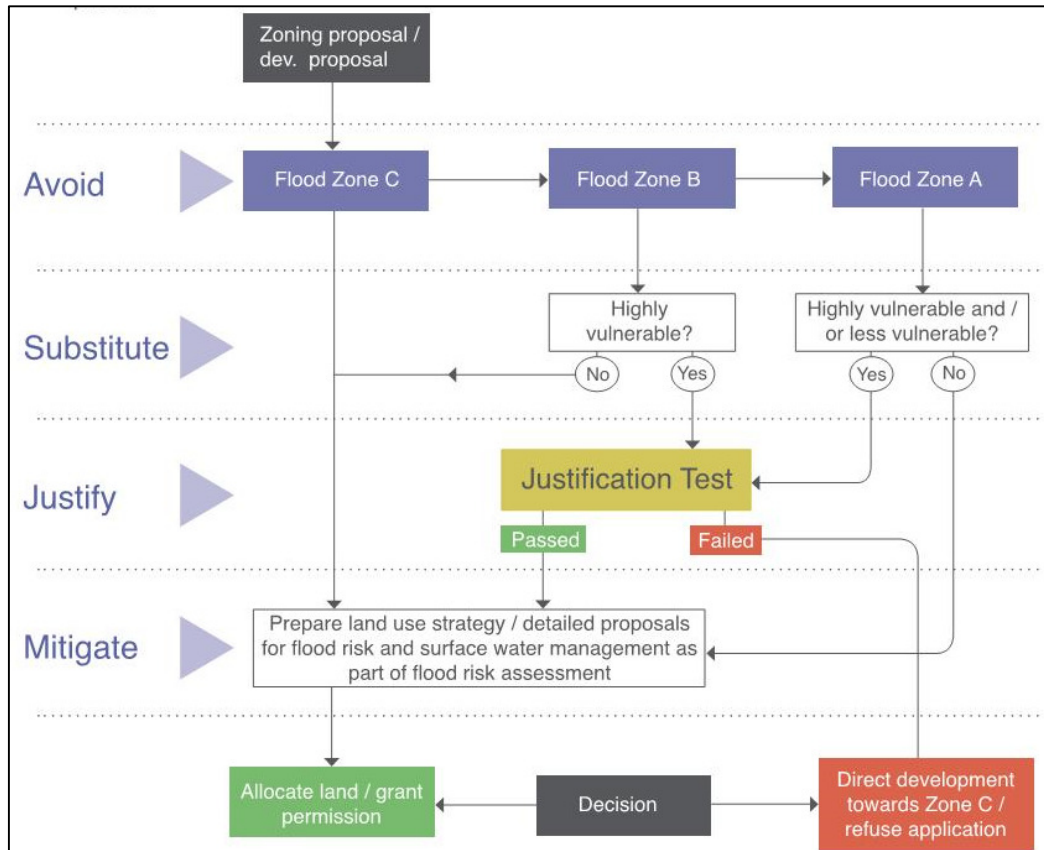 Zoning proposal /
dev. proposal
Avoid
Flood Zone C
Flood Zone B
Flood Zone A
Substitute
Highly
vulnerable?
Highly vulnerable and /
or less vulnerable?
No
Yes
Yes
No
Justify
Justification Test
Passed
Failed
Mitigate
Prepare land use strategy / detailed proposals
for flood risk and surface water management as
part of flood risk assessment
Allocate land / grant
permission
Decision
Direct development
towards Zone C /
refuse application